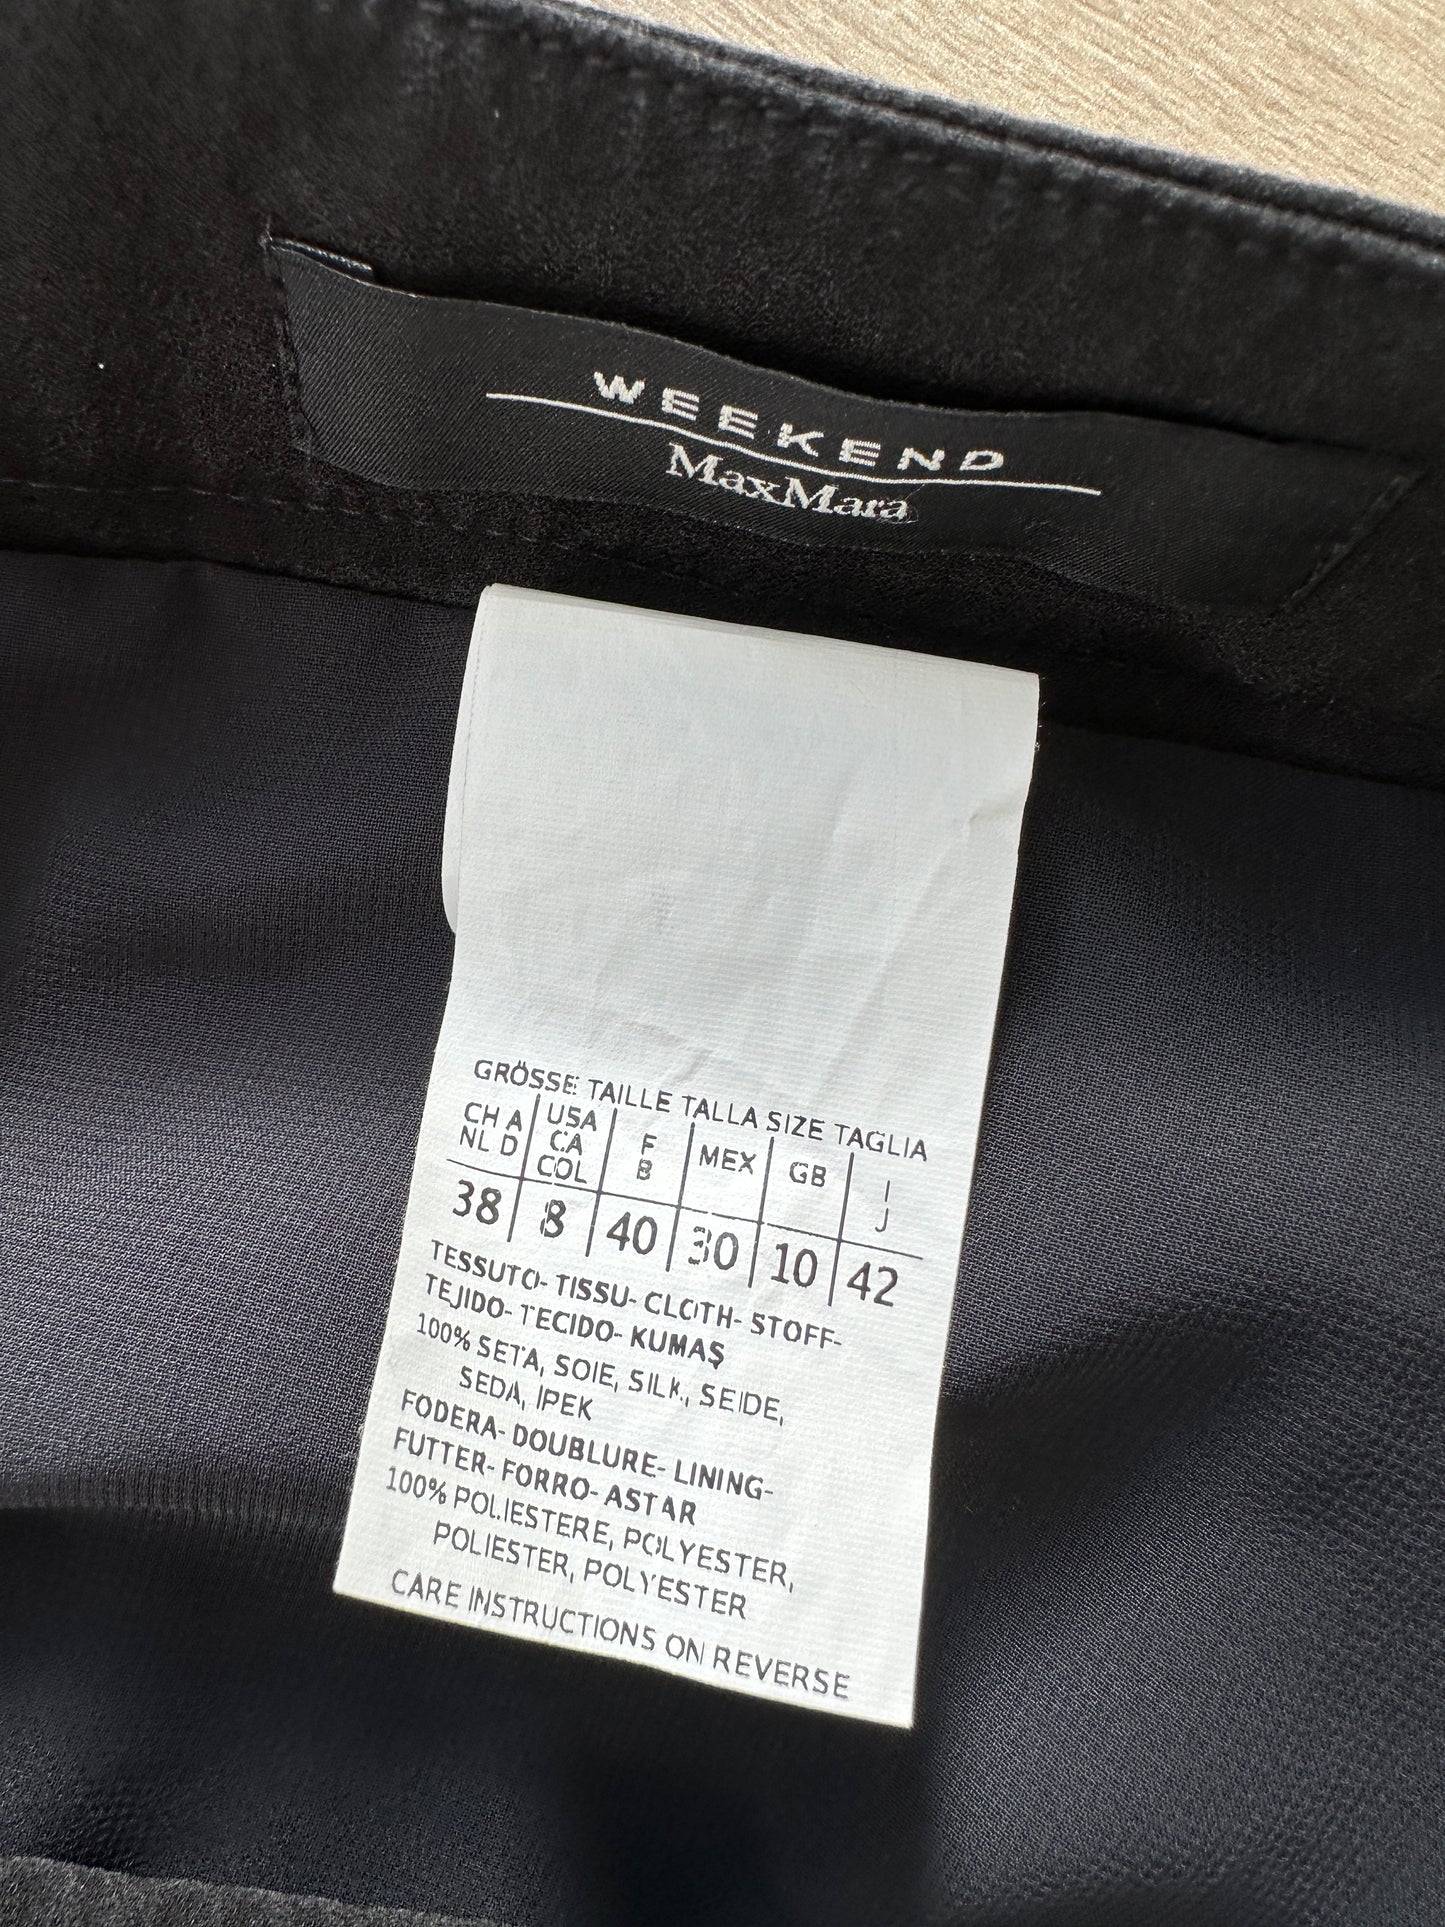 WEEKEND
MaxMara
GRÖSSE TAILLE TALLA SIZE TAGLIA
CH A USA F MEX GB I
NL D CA B J
COL
38 8 40 30 10 42
TESSUTO- TISSU- CLOTH- STOFF-
TEJIDO- TECIDO- KUMAŞ
100% SETA, SOIE, SILK, SEIDE,
SEDA, IPEK
FODERA- DOUBLURE- LINING-
FUTTER- FORRO- ASTAR
100% POLIESTERE, POLYESTER,
POLIESTER, POLYESTER
CARE INSTRUCTIONS ON REVERSE